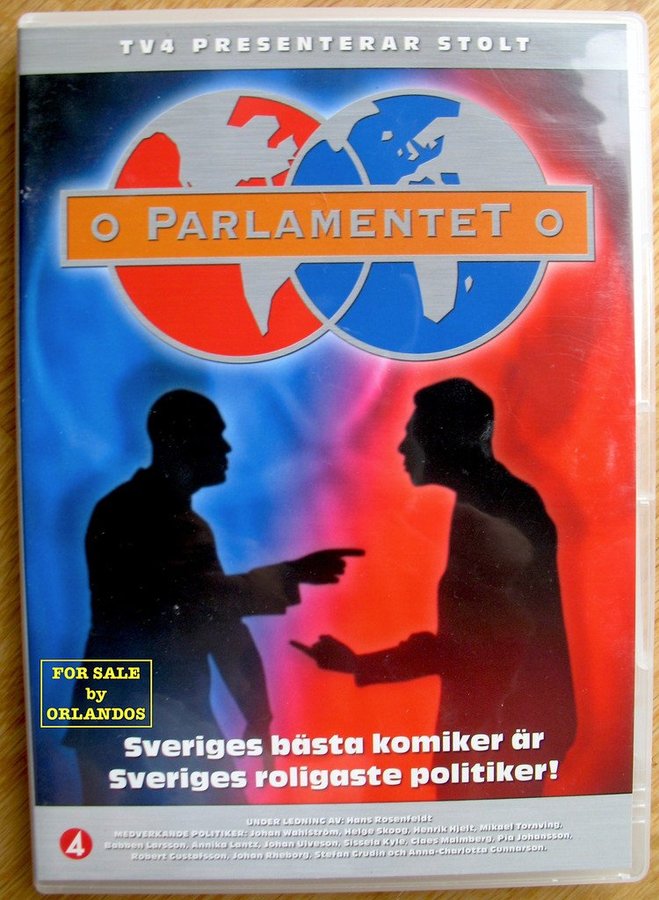 TV4 PRESENTERAR STOLT
O PARLAMENTET O
FOR SALE
by
ORLANDOS
Sveriges bästa komiker är
Sveriges roligaste politiker!
UNDER LEDNING AV: Hans Rosenfeldt
MEDVERKANDE POLITIKER: Johan Wahlström, Helge Skoog, Henrik Hjelt, Mikael Tornving,
Babben Larsson, Annika Lantz, Johan Ulveson, Sissela Kyle, Claes Malmberg, Pia Johansson,
Robert Gustafsson, Johan Rheborg, Stefan Grudin och Anna-Charlotta Gunnarson.
4